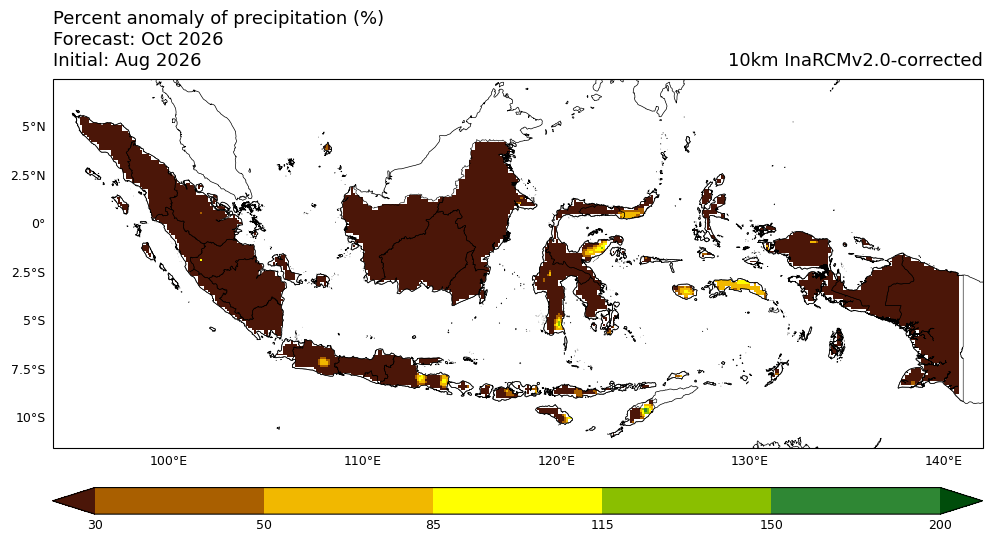 Percent anomaly of precipitation (%)
Forecast: Oct 2026
Initial: Aug 2026
10km InaRCMv2.0-corrected
5°N
2.5°N
0°
2.5°S
5°S
7.5°S
10°S
100°E 110°E 120°E 130°E 140°E
30 50 85 115 150 200